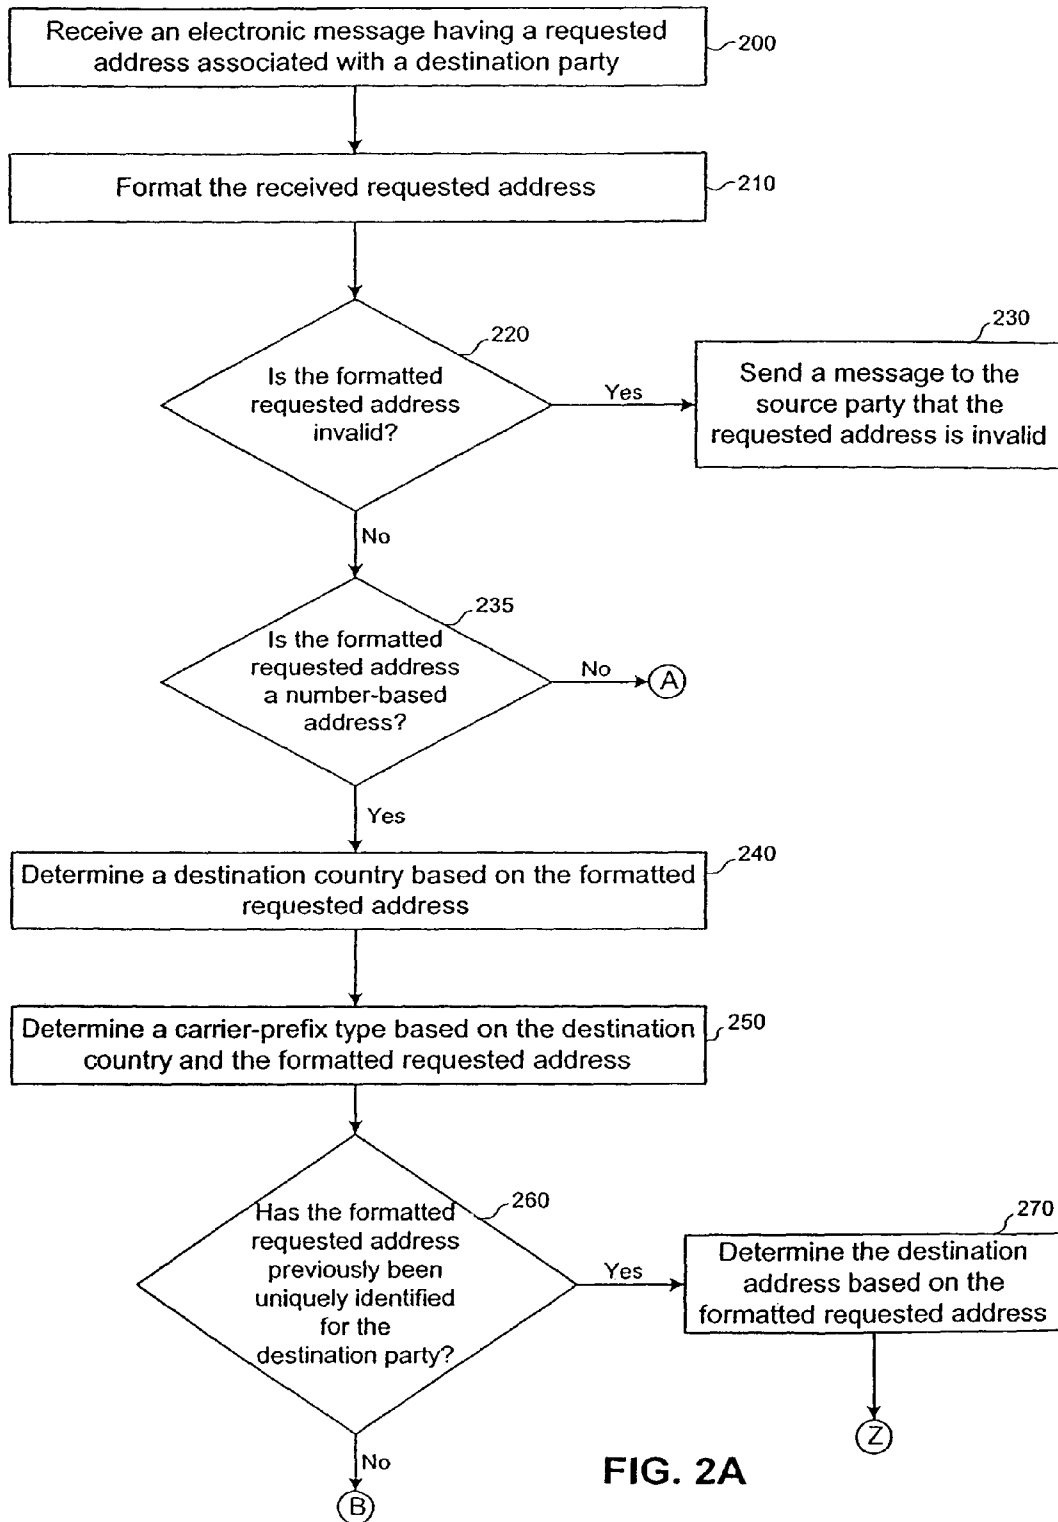 Receive an electronic message having a requested
address associated with a destination party
200
Format the received requested address
210
220
Is the formatted
requested address
invalid?
Yes
230
Send a message to the
source party that the
requested address is invalid
No
235
Is the formatted
requested address
a number-based
address?
No
A
Yes
Determine a destination country based on the formatted
requested address
240
Determine a carrier-prefix type based on the destination
country and the formatted requested address
250
260
Has the formatted
requested address
previously been
uniquely identified
for the
destination party?
Yes
270
Determine the destination
address based on the
formatted requested address
Z
No
B
FIG. 2A